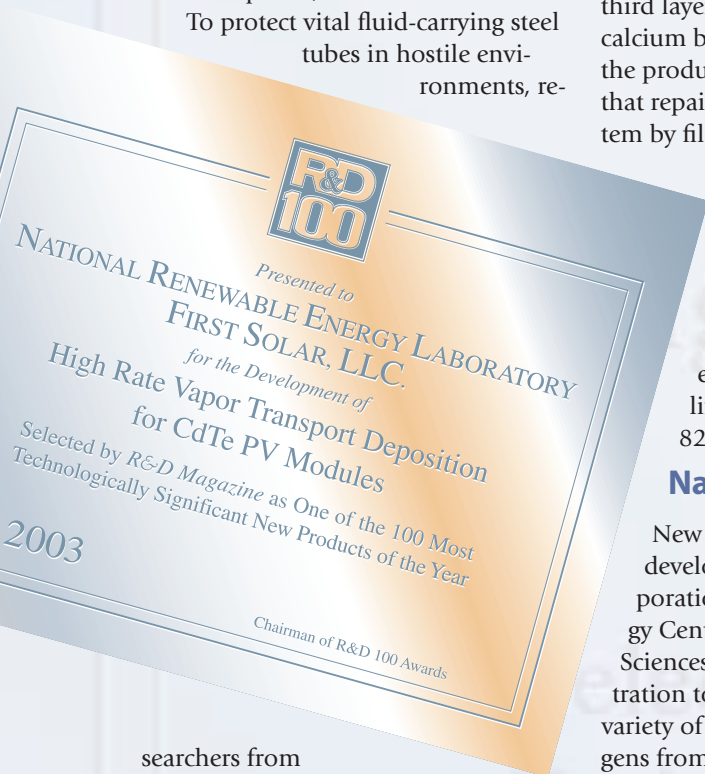 To protect vital fluid-carrying steel
tubes in hostile envi-
ronments, re-
R&D
100
Presented to
NATIONAL RENEWABLE ENERGY LABORATORY
FIRST SOLAR, LLC.
for the Development of
High Rate Vapor Transport Deposition
for CdTe PV Modules
Selected by R&D Magazine as One of the 100 Most
Technologically Significant New Products of the Year
2003
Chairman of R&D 100 Awards
searchers from
third laye
calcium b
the produ
that repai
tem by fil
82
Na
New
develo
poratio
gy Cent
Sciences
tration to
variety of
gens from